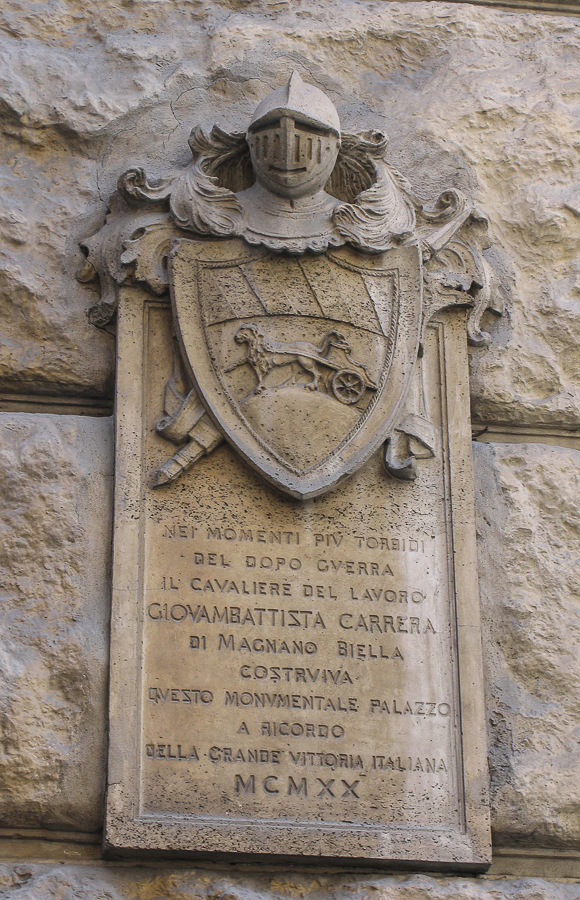 NEI MOMENTI PIV TORBIDI
DEL DOPO GVERRA
IL CAVALIERE DEL LAVORO
GIOVAMBATTISTA CARRERA
DI MAGNANO BIELLA
COSTRVIVA
QVESTO MONVMENTALE PALAZZO
A RICORDO
DELLA GRANDE VITTORIA ITALIANA
MCMXX